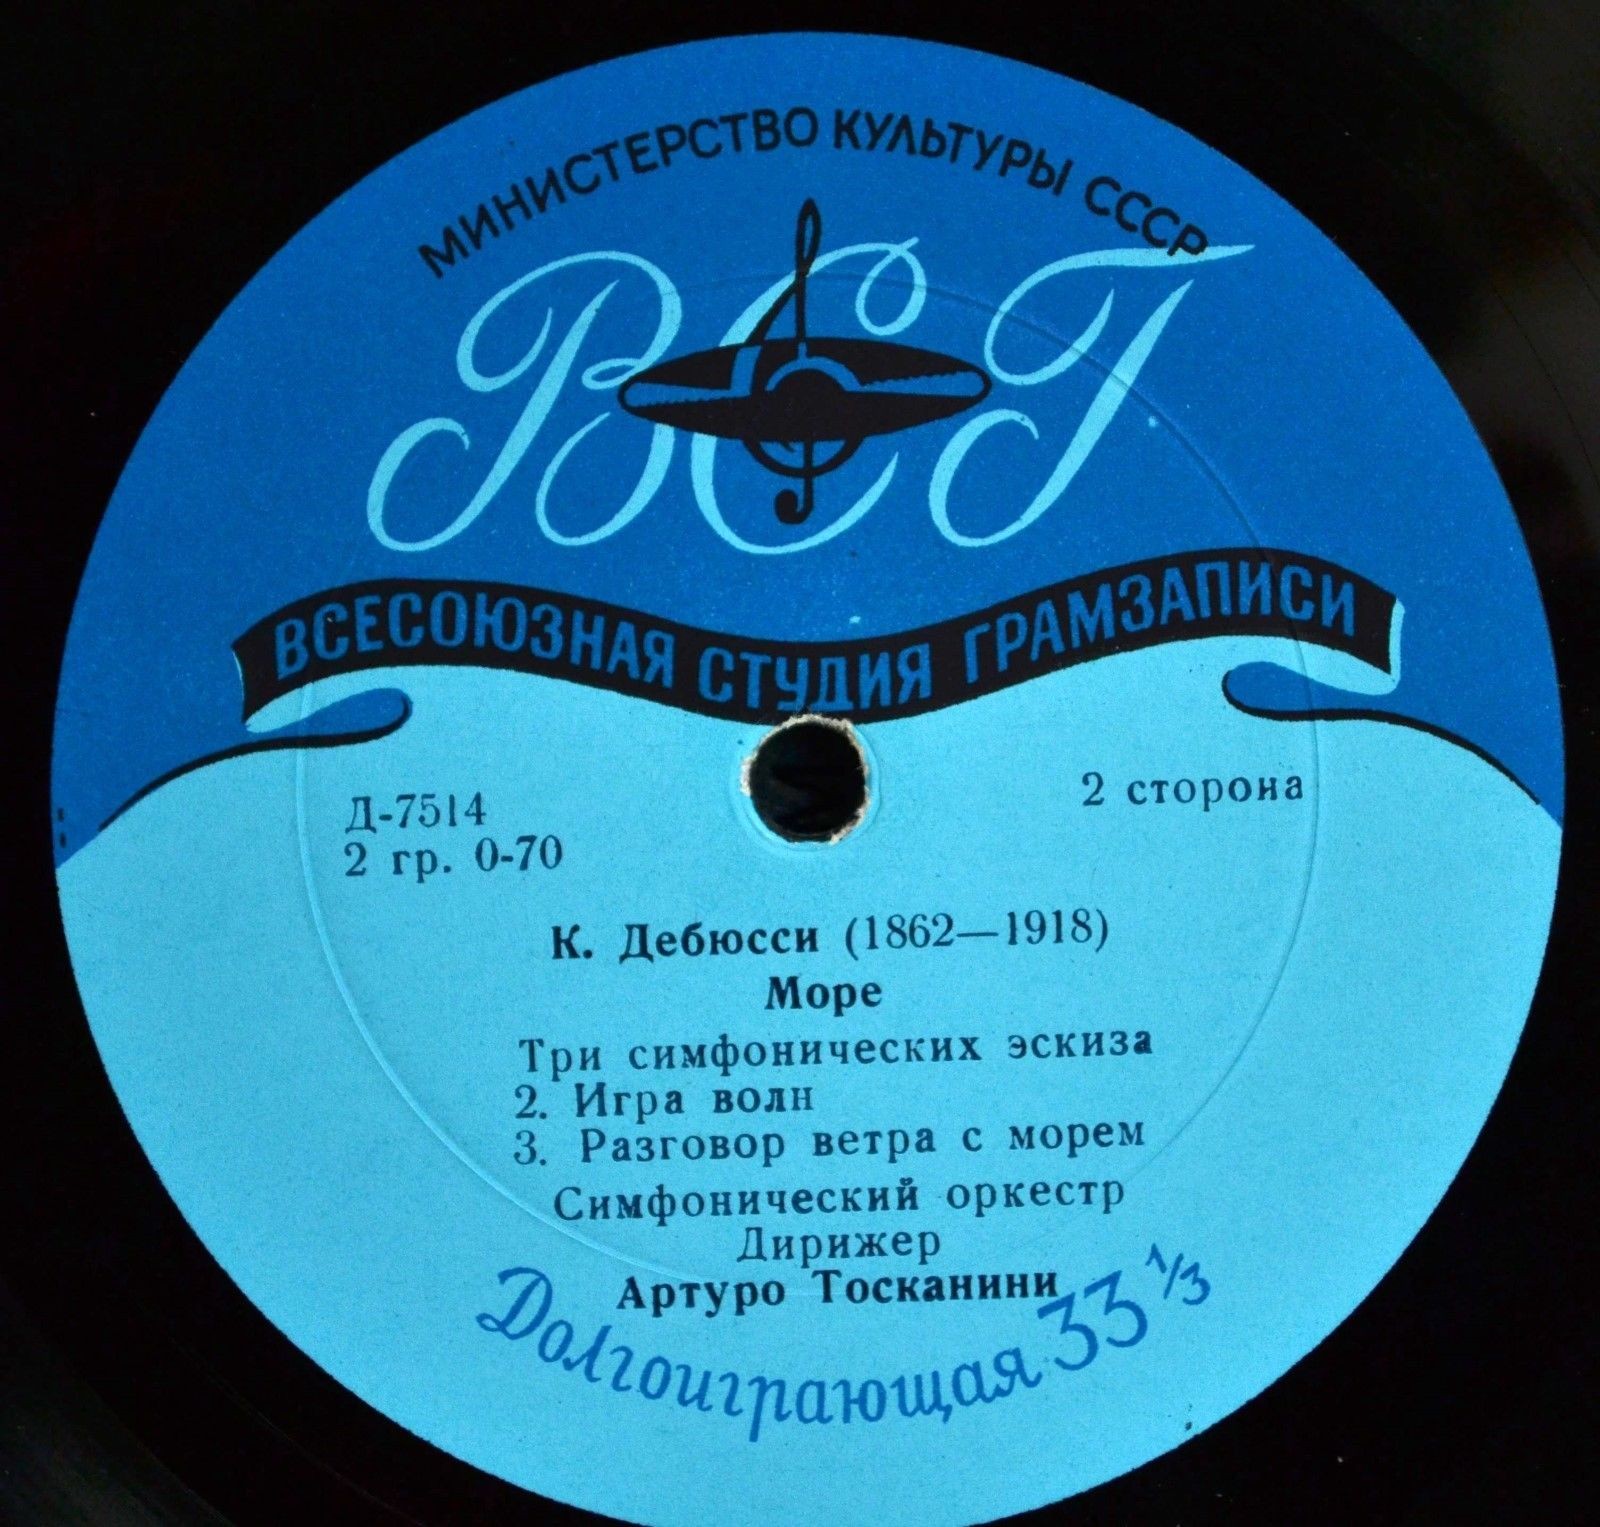 МИНИСТЕРСТВО КУЛЬТУРЫ СССР
ВСГ
ВСЕСОЮЗНАЯ СТУДИЯ ГРАМЗАПИСИ
Д-7514
2 сторона
2 гр. 0-70
К. Дебюсси (1862—1918)
Море
Три симфонических эскиза
2. Игра волн
3. Разговор ветра с морем
Симфонический оркестр
Дирижер
Артуро Тосканини
Долгоиграющая 33 1/3